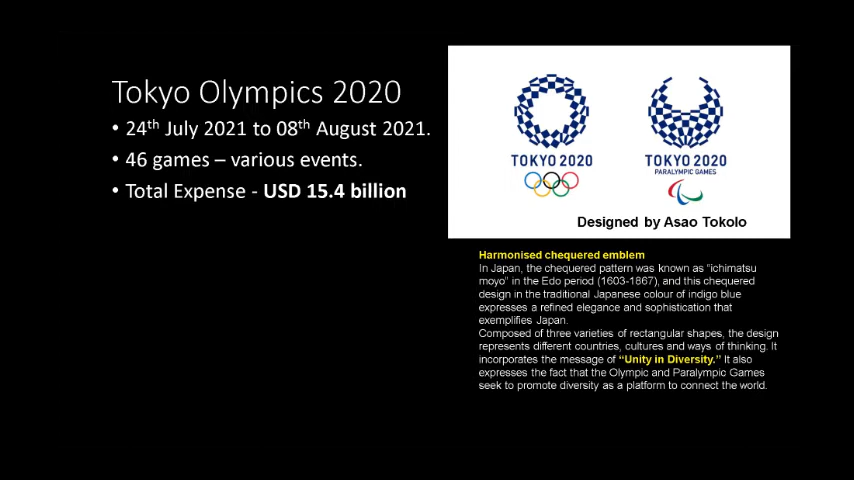 Tokyo Olympics 2020
• 24th July 2021 to 08th August 2021.
• 46 games – various events.
• Total Expense - USD 15.4 billion
TOKYO 2020
TOKYO 2020
PARALYMPIC GAMES
Designed by Asao Tokolo
Harmonised chequered emblem
In Japan, the chequered pattern was known as “ichimatsu
moyo” in the Edo period (1603-1867), and this chequered
design in the traditional Japanese colour of indigo blue
expresses a refined elegance and sophistication that
exemplifies Japan.
Composed of three varieties of rectangular shapes, the design
represents different countries, cultures and ways of thinking. It
incorporates the message of “Unity in Diversity.” It also
expresses the fact that the Olympic and Paralympic Games
seek to promote diversity as a platform to connect the world.